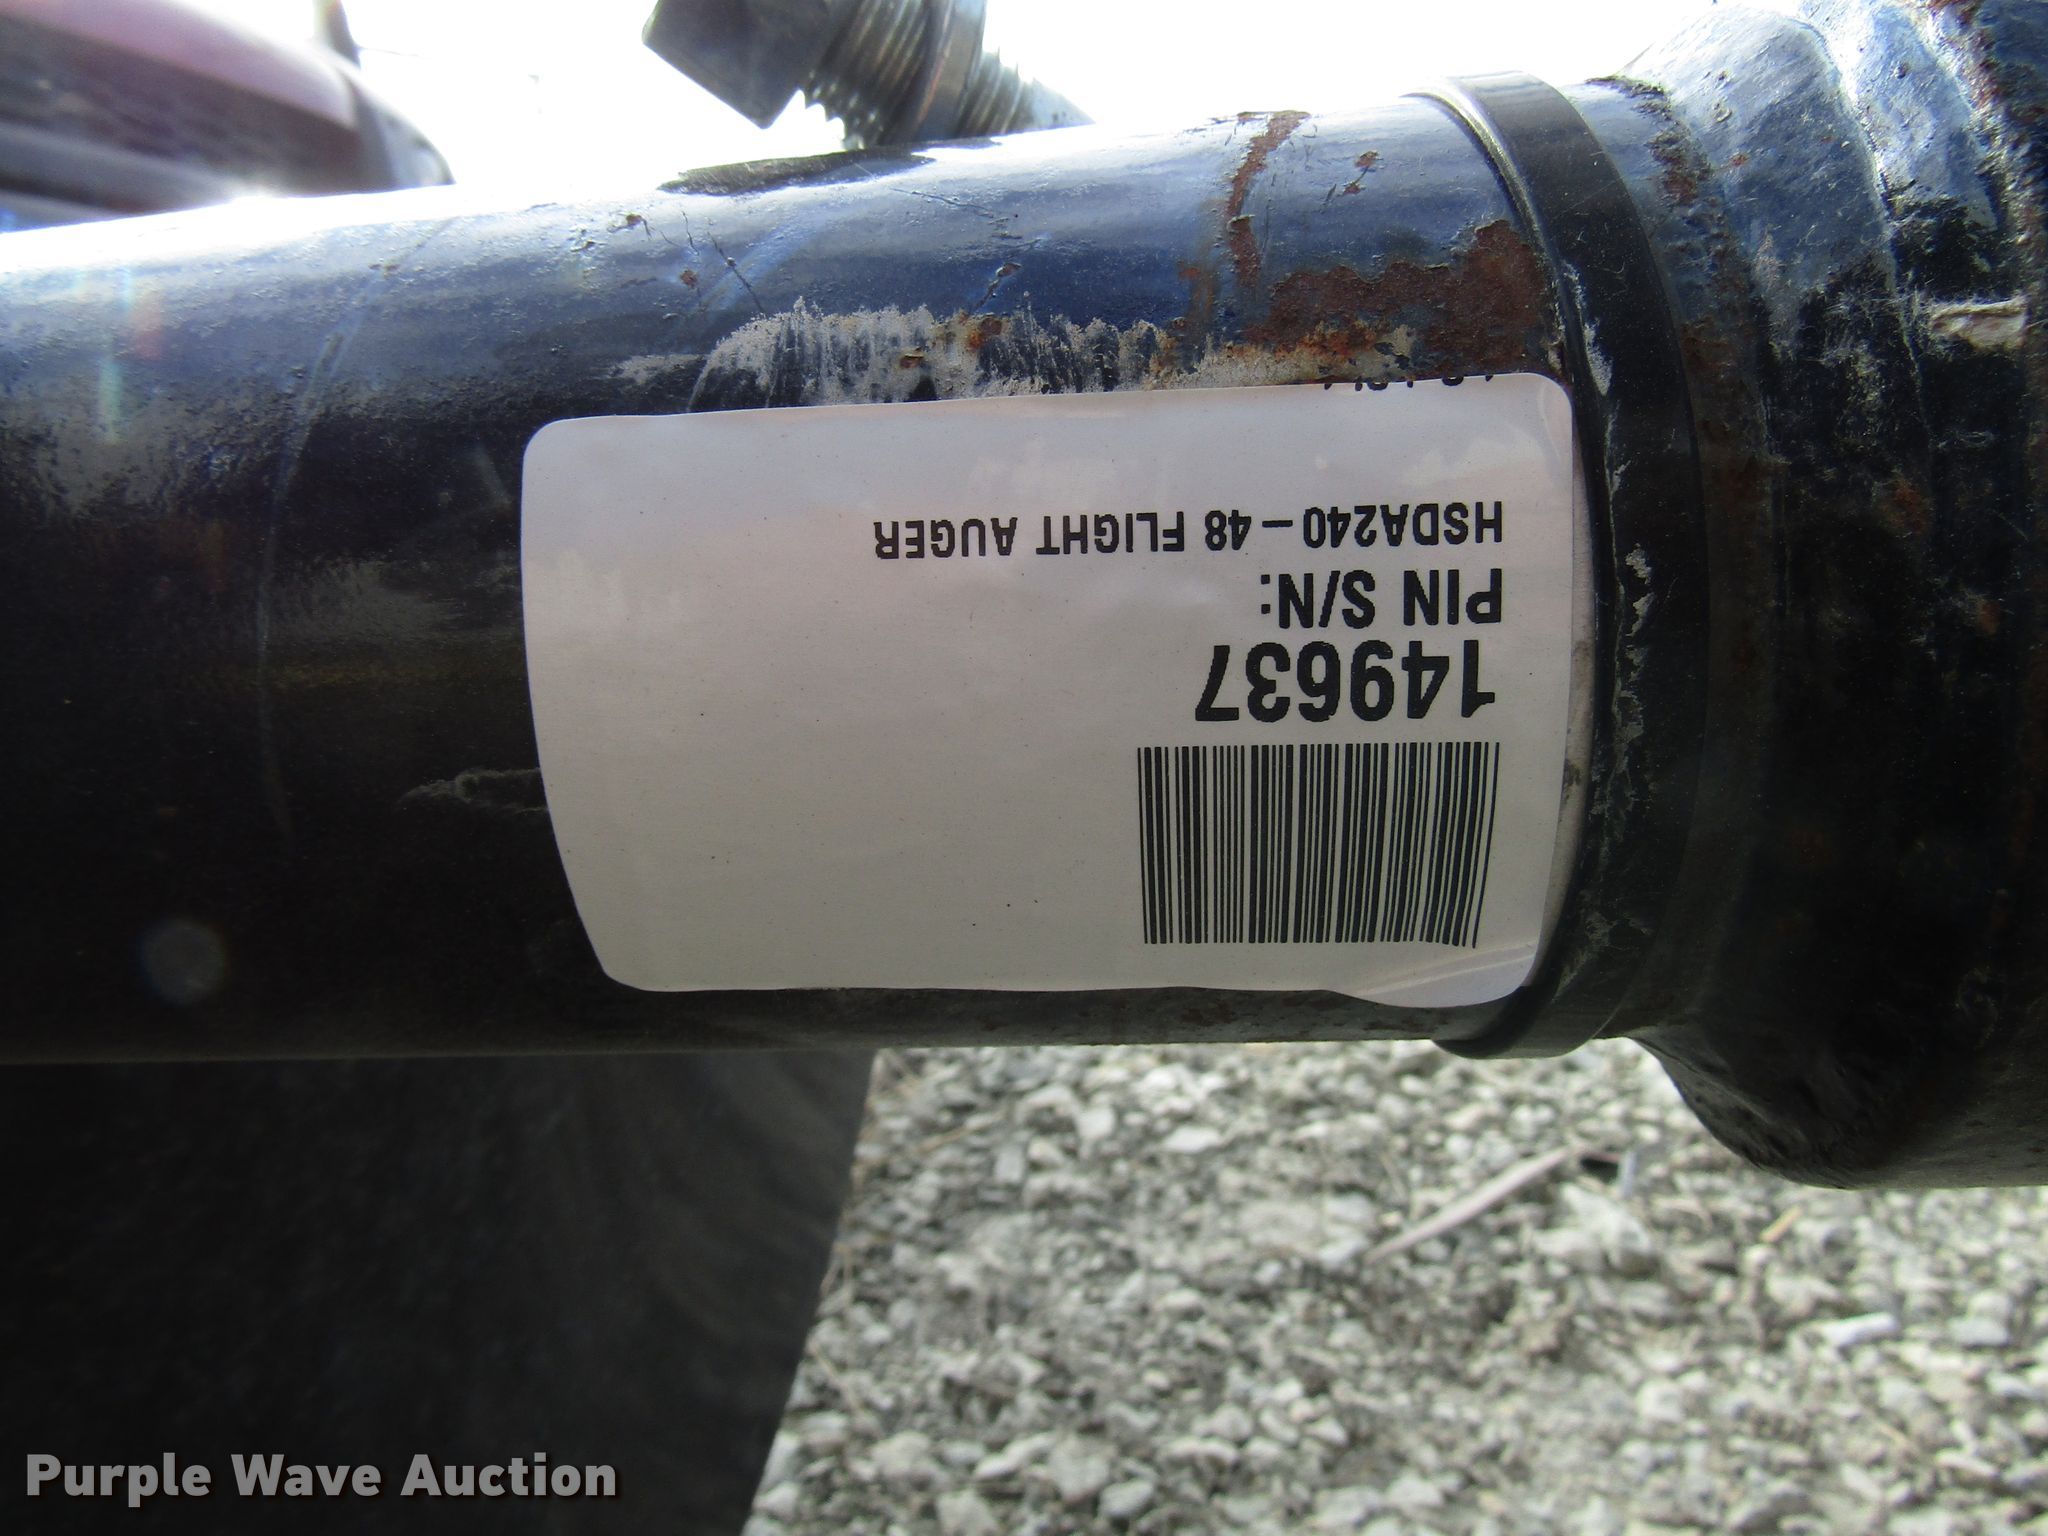 149637
PIN S/N:
HSDA240-48 FLIGHT AUGER
Purple Wave Auction